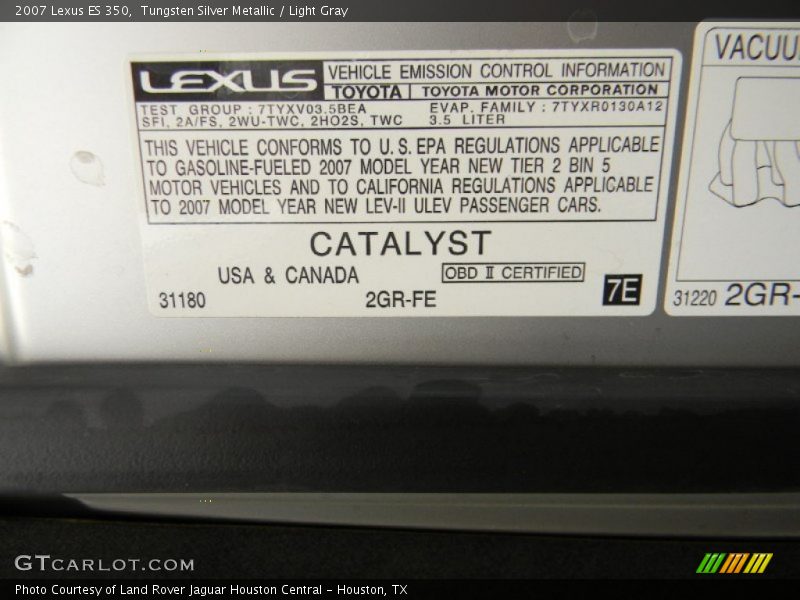 2007 Lexus ES 350,  Tungsten Silver Metallic / Light Gray
LEXUS
VEHICLE EMISSION CONTROL INFORMATION
TOYOTA | TOYOTA MOTOR CORPORATION
TEST GROUP : 7TYXV03.5BEA EVAP. FAMILY : 7TYXR0130A12
SFI, 2A/FS, 2WU-TWC, 2HO2S, TWC 3.5 LITER
THIS VEHICLE CONFORMS TO U.S. EPA REGULATIONS APPLICABLE
TO GASOLINE-FUELED 2007 MODEL YEAR NEW TIER 2 BIN 5
MOTOR VEHICLES AND TO CALIFORNIA REGULATIONS APPLICABLE
TO 2007 MODEL YEAR NEW LEV-II ULEV PASSENGER CARS.
CATALYST
USA & CANADA OBD II CERTIFIED
31180 2GR-FE 7E
VACUU
31220 2GR-
GTCARLOT.COM
Photo Courtesy of Land Rover Jaguar Houston Central - Houston, TX